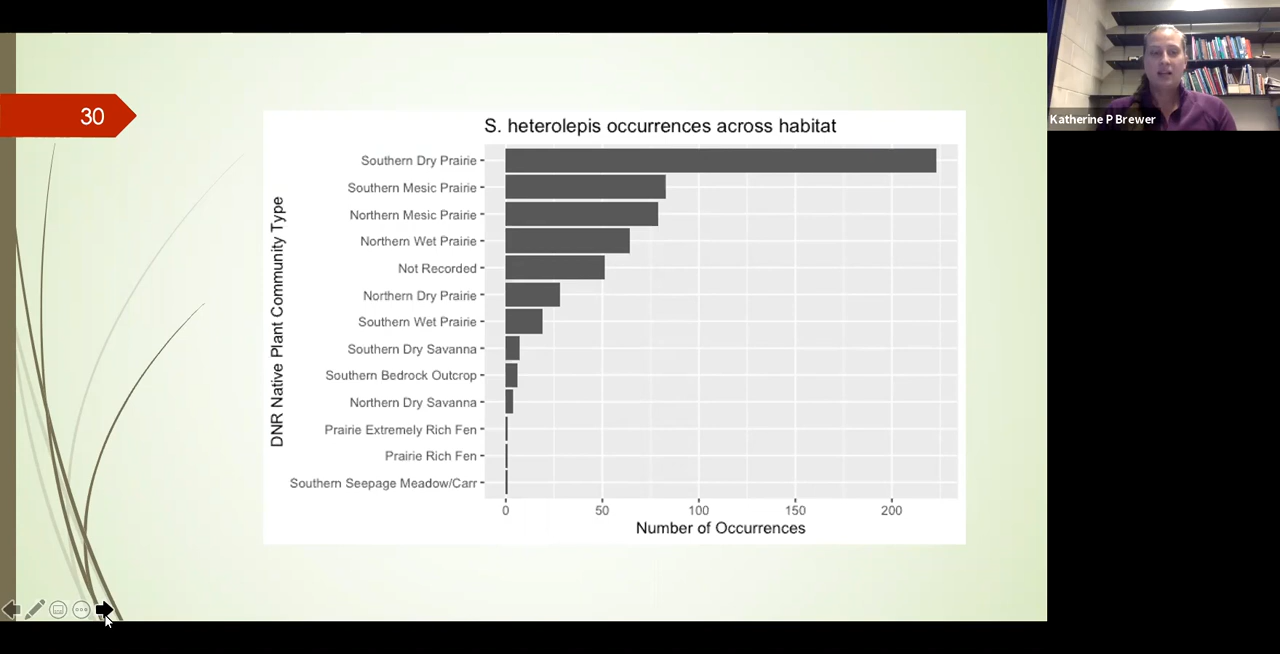 30
Katherine P Brewer
S. heterolepis occurrences across habitat
DNR Native Plant Community Type
Southern Dry Prairie
Southern Mesic Prairie
Northern Mesic Prairie
Northern Wet Prairie
Not Recorded
Northern Dry Prairie
Southern Wet Prairie
Southern Dry Savanna
Southern Bedrock Outcrop
Northern Dry Savanna
Prairie Extremely Rich Fen
Prairie Rich Fen
Southern Seepage Meadow/Carr
0 50 100 150 200
Number of Occurrences